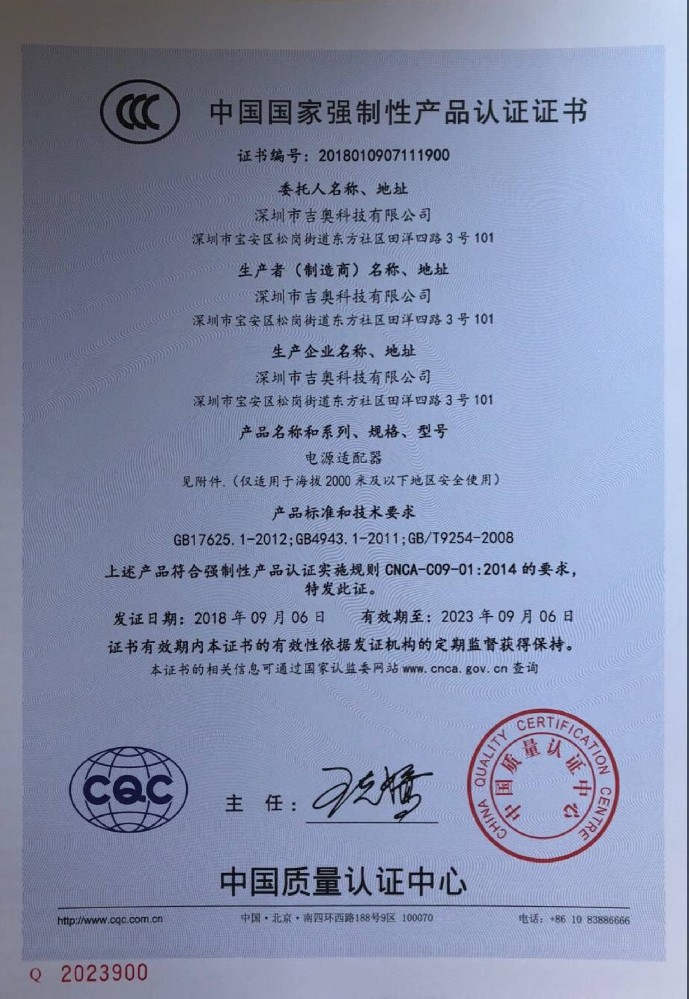 中国国家强制性产品认证证书
证书编号：2018010907111900
委托人名称、地址
深圳市吉奥科技有限公司
深圳市宝安区松岗街道东方社区田洋四路3号101
生产者（制造商）名称、地址
深圳市吉奥科技有限公司
深圳市宝安区松岗街道东方社区田洋四路3号101
生产企业名称、地址
深圳市吉奥科技有限公司
深圳市宝安区松岗街道东方社区田洋四路3号101
产品名称和系列、规格、型号
电源适配器
见附件.（仅适用于海拔2000米及以下地区安全使用）
产品标准和技术要求
GB17625.1-2012;GB4943.1-2011;GB/T9254-2008
上述产品符合强制性产品认证实施规则CNCA-C09-01:2014的要求，
特发此证。
发证日期：2018年09月06日 有效期至：2023年09月06日
证书有效期内本证书的有效性依据发证机构的定期监督获得保持。
本证书的相关信息可通过国家认监委网站www.cnca.gov.cn查询
CQC
主 任：
CHINA QUALITY CERTIFICATION CENTRE
中国质量认证中心
中国质量认证中心
http://www.cqc.com.cn 中国·北京·南四环西路188号9区 100070 电话：+86 10 83886666
Q 2023900